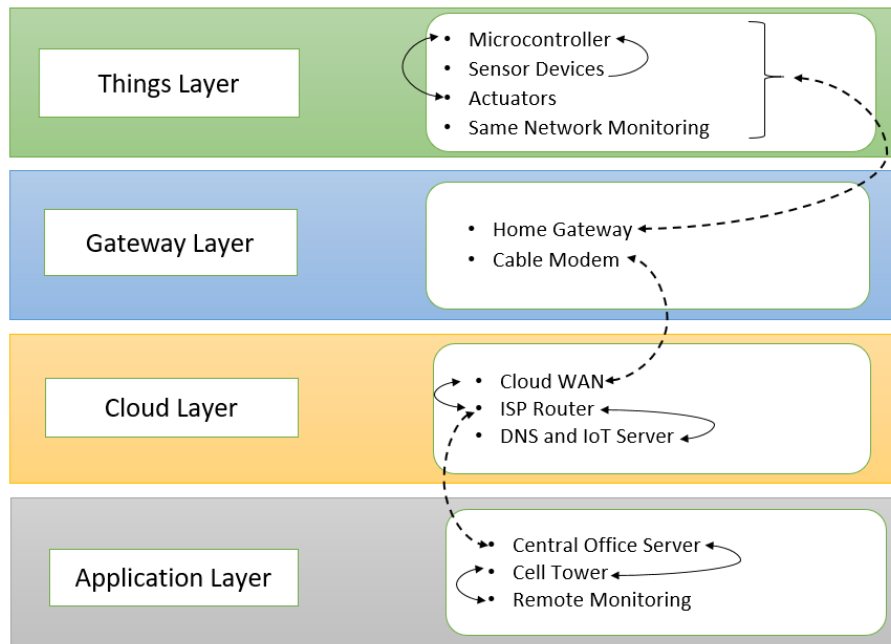 Things Layer
• Microcontroller
• Sensor Devices
• Actuators
• Same Network Monitoring
Gateway Layer
• Home Gateway
• Cable Modem
Cloud Layer
• Cloud WAN
• ISP Router
• DNS and IoT Server
Application Layer
• Central Office Server
• Cell Tower
• Remote Monitoring